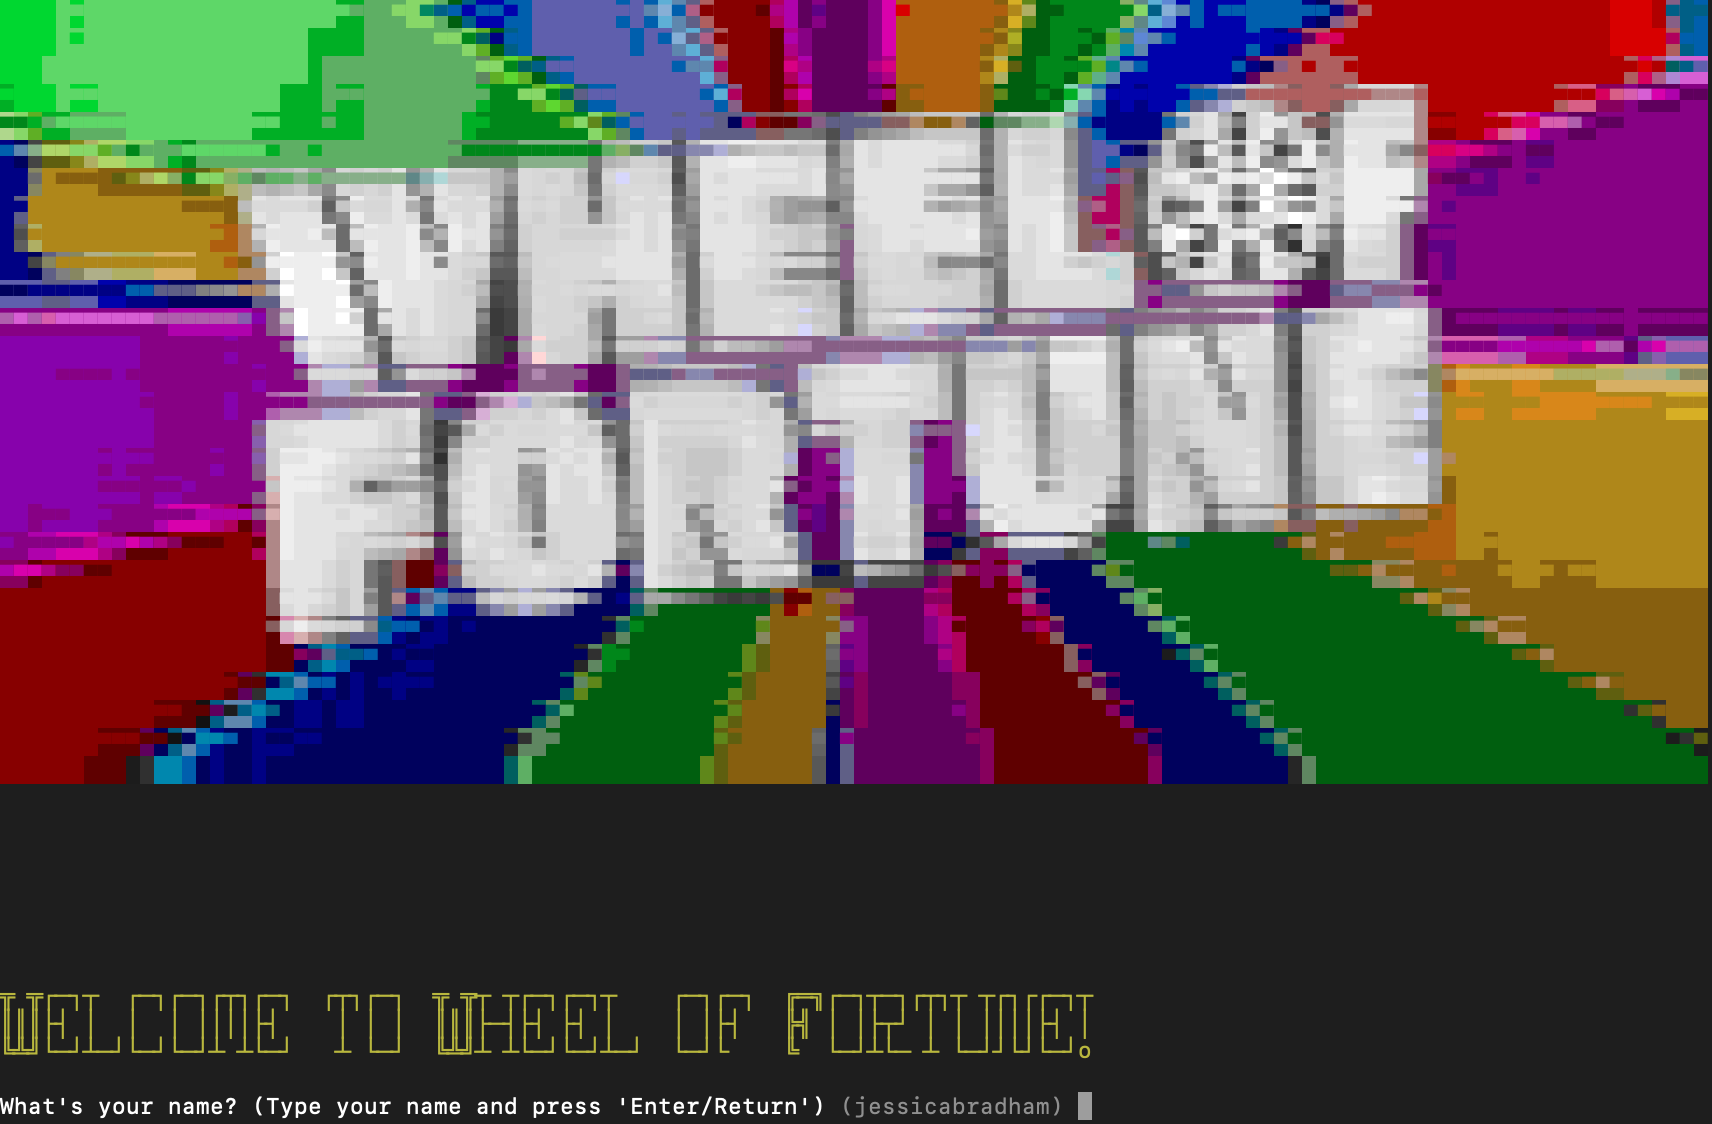 WHEEL OF
FORTUNE
WELCOME TO WHEEL OF FORTUNE!
What's your name? (Type your name and press 'Enter/Return') (jessicabradham)